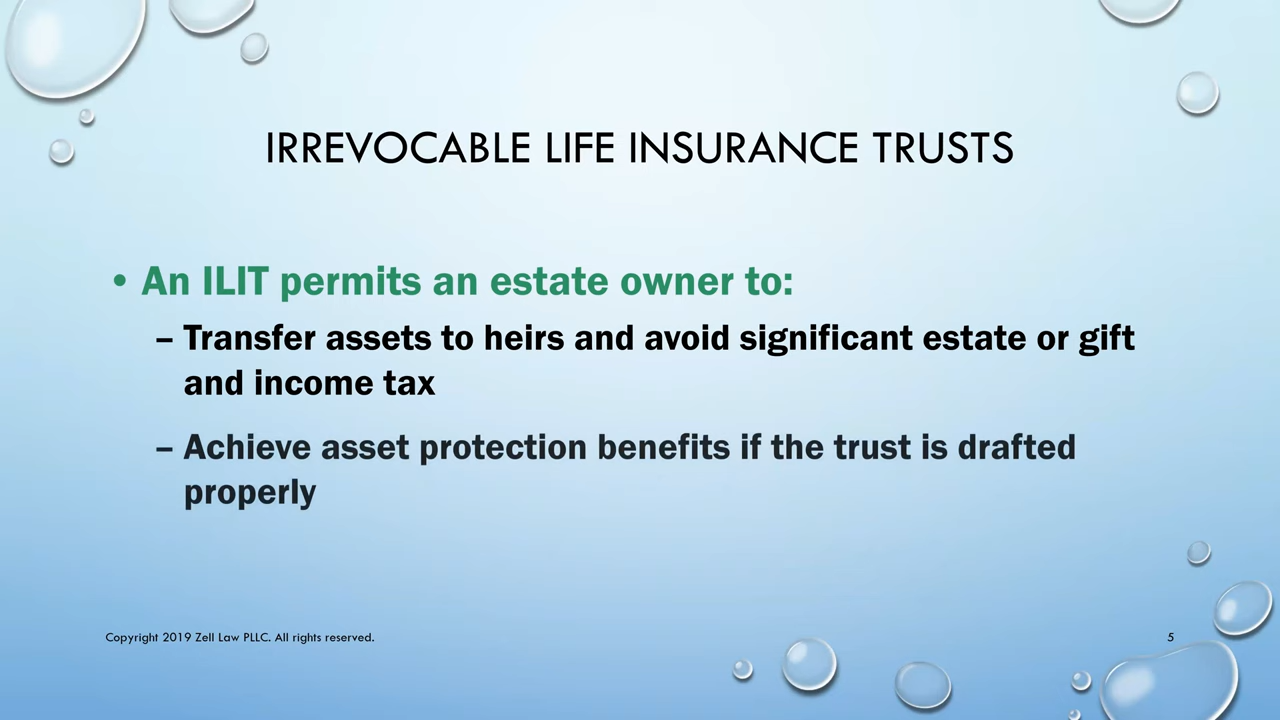 IRREVOCABLE LIFE INSURANCE TRUSTS
• An ILIT permits an estate owner to:
– Transfer assets to heirs and avoid significant estate or gift
and income tax
– Achieve asset protection benefits if the trust is drafted
properly
Copyright 2019 Zell Law PLLC. All rights reserved.
5